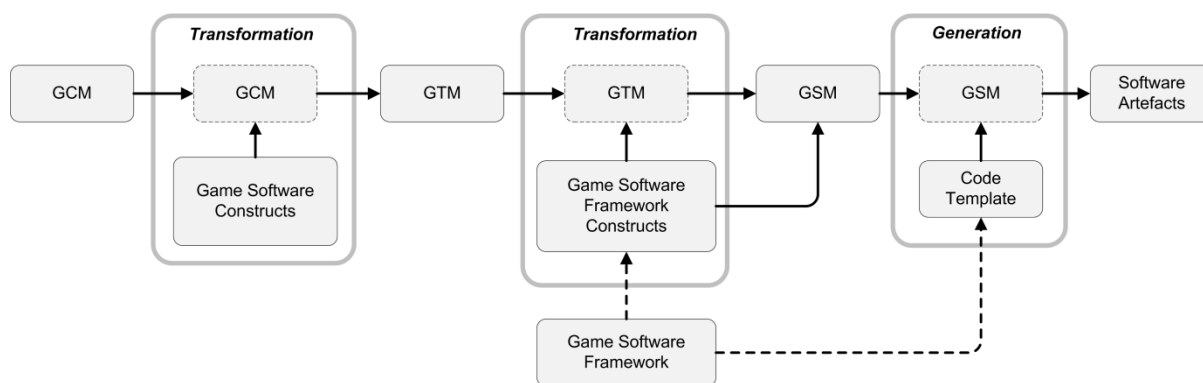 Transformation
Transformation
Generation
GCM
GCM
GTM
GTM
GSM
GSM
Software
Artefacts
Game Software
Constructs
Game Software
Framework
Constructs
Code
Template
Game Software
Framework